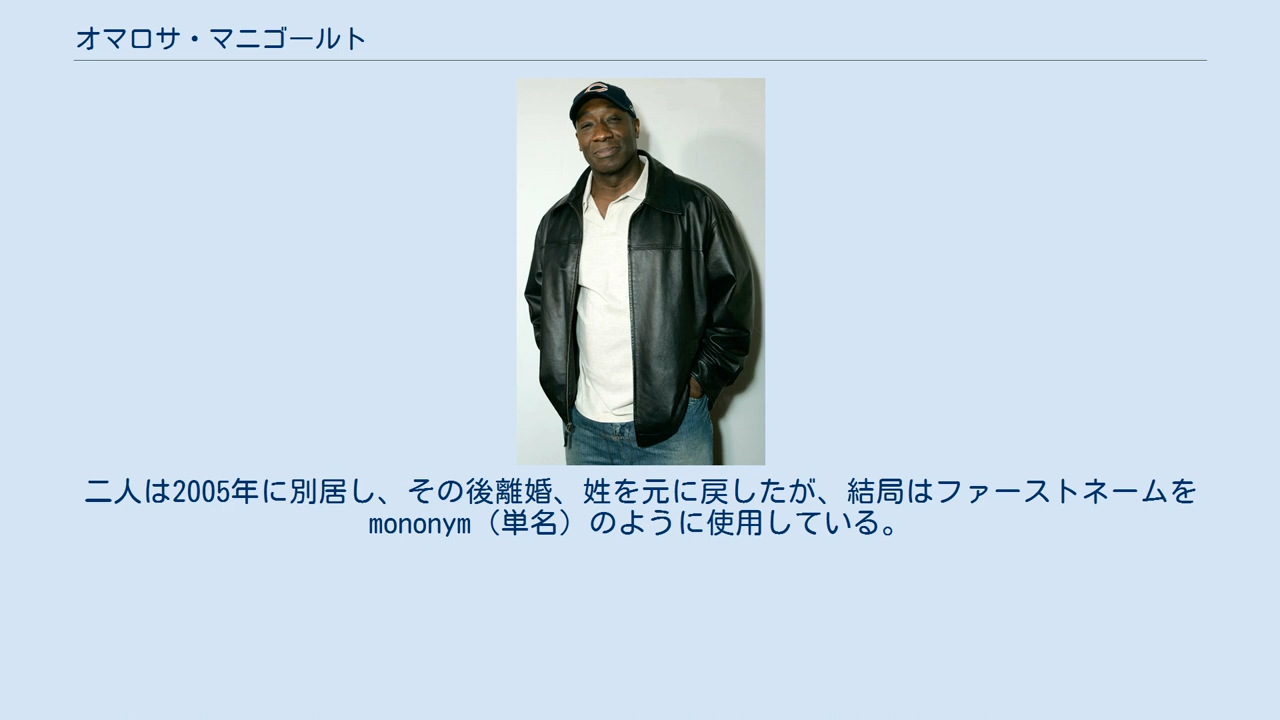 オマロサ・マニゴールト
二人は2005年に別居し、その後離婚、姓を元に戻したが、結局はファーストネームを
mononym（単名）のように使用している。